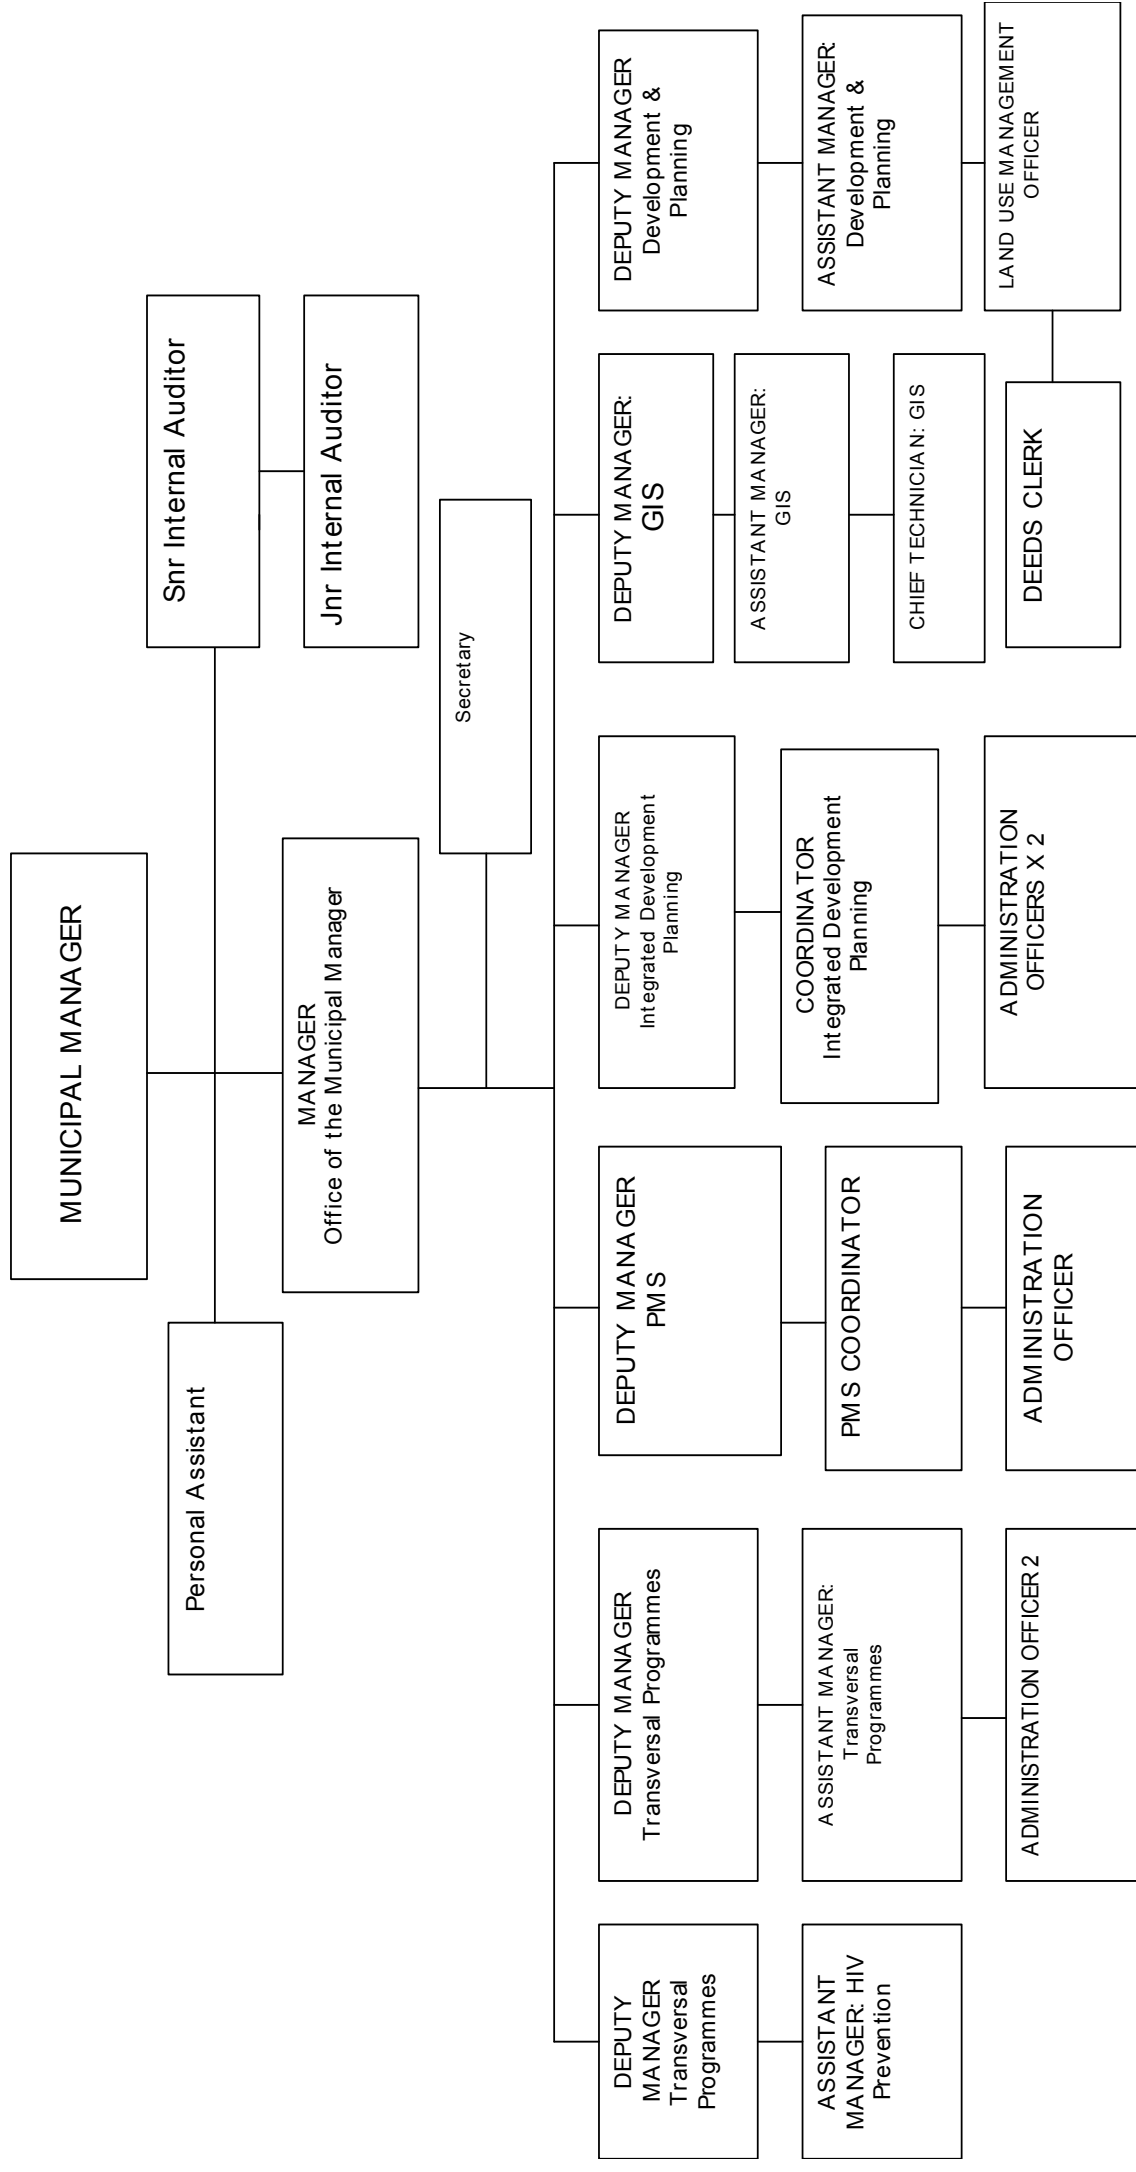 MUNICIPAL MANAGER
Personal Assistant
Snr Internal Auditor
MANAGER
Office of the Municipal Manager
Jnr Internal Auditor
Secretary
DEPUTY
MANAGER
Transversal
Programmes
DEPUTY MANAGER
Transversal Programmes
DEPUTY MANAGER
PMS
DEPUTY MANAGER
Integrated Development
Planning
DEPUTY MANAGER:
GIS
DEPUTY MANAGER
Development &
Planning
ASSISTANT
MANAGER: HIV
Prevention
ASSISTANT MANAGER:
Transversal
Programmes
PMS COORDINATOR
COORDINATOR
Integrated Development
Planning
ASSISTANT MANAGER:
GIS
ASSISTANT MANAGER:
Development &
Planning
ADMINISTRATION OFFICER 2
ADMINISTRATION
OFFICER
ADMINISTRATION
OFFICERS X 2
CHIEF TECHNICIAN: GIS
DEEDS CLERK
LAND USE MANAGEMENT
OFFICER